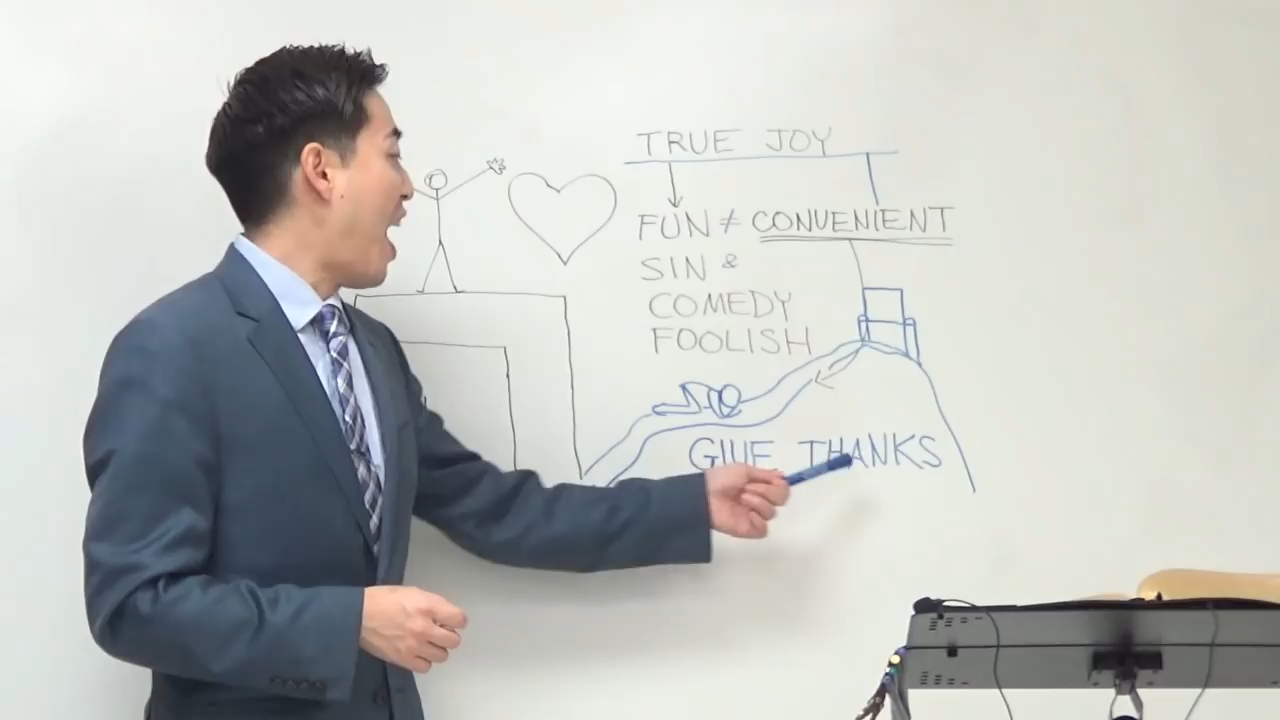 TRUE JOY
FUN ≠ CONVENIENT
SIN &
COMEDY
FOOLISH
GIVE THANKS